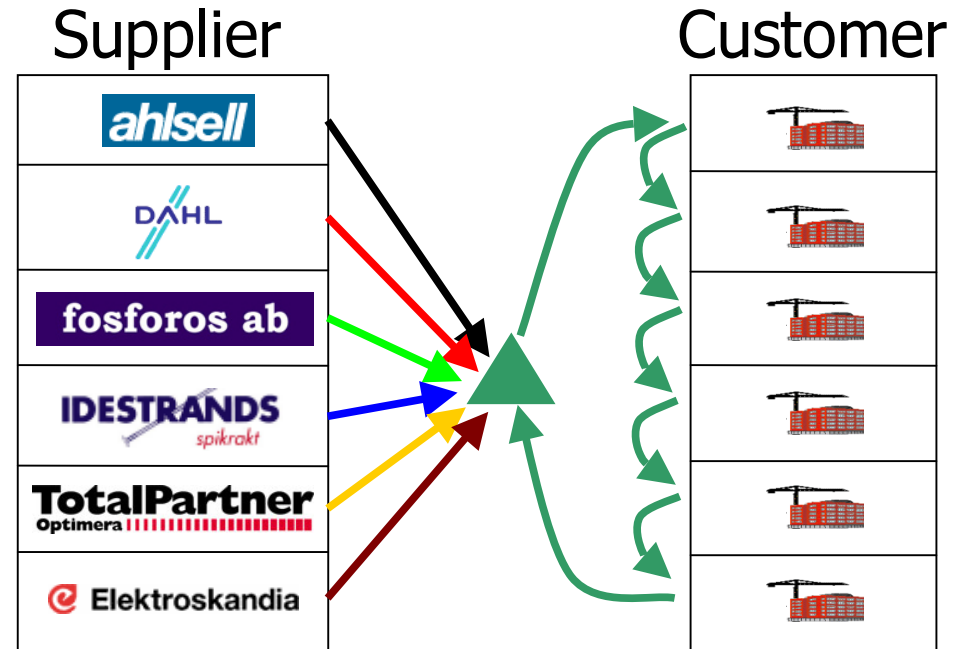 Supplier
Customer
ahlsell
DAHL
fosforos ab
IDESTRANDS
spikrakt
TotalPartner
Optimera
Elektroskandia